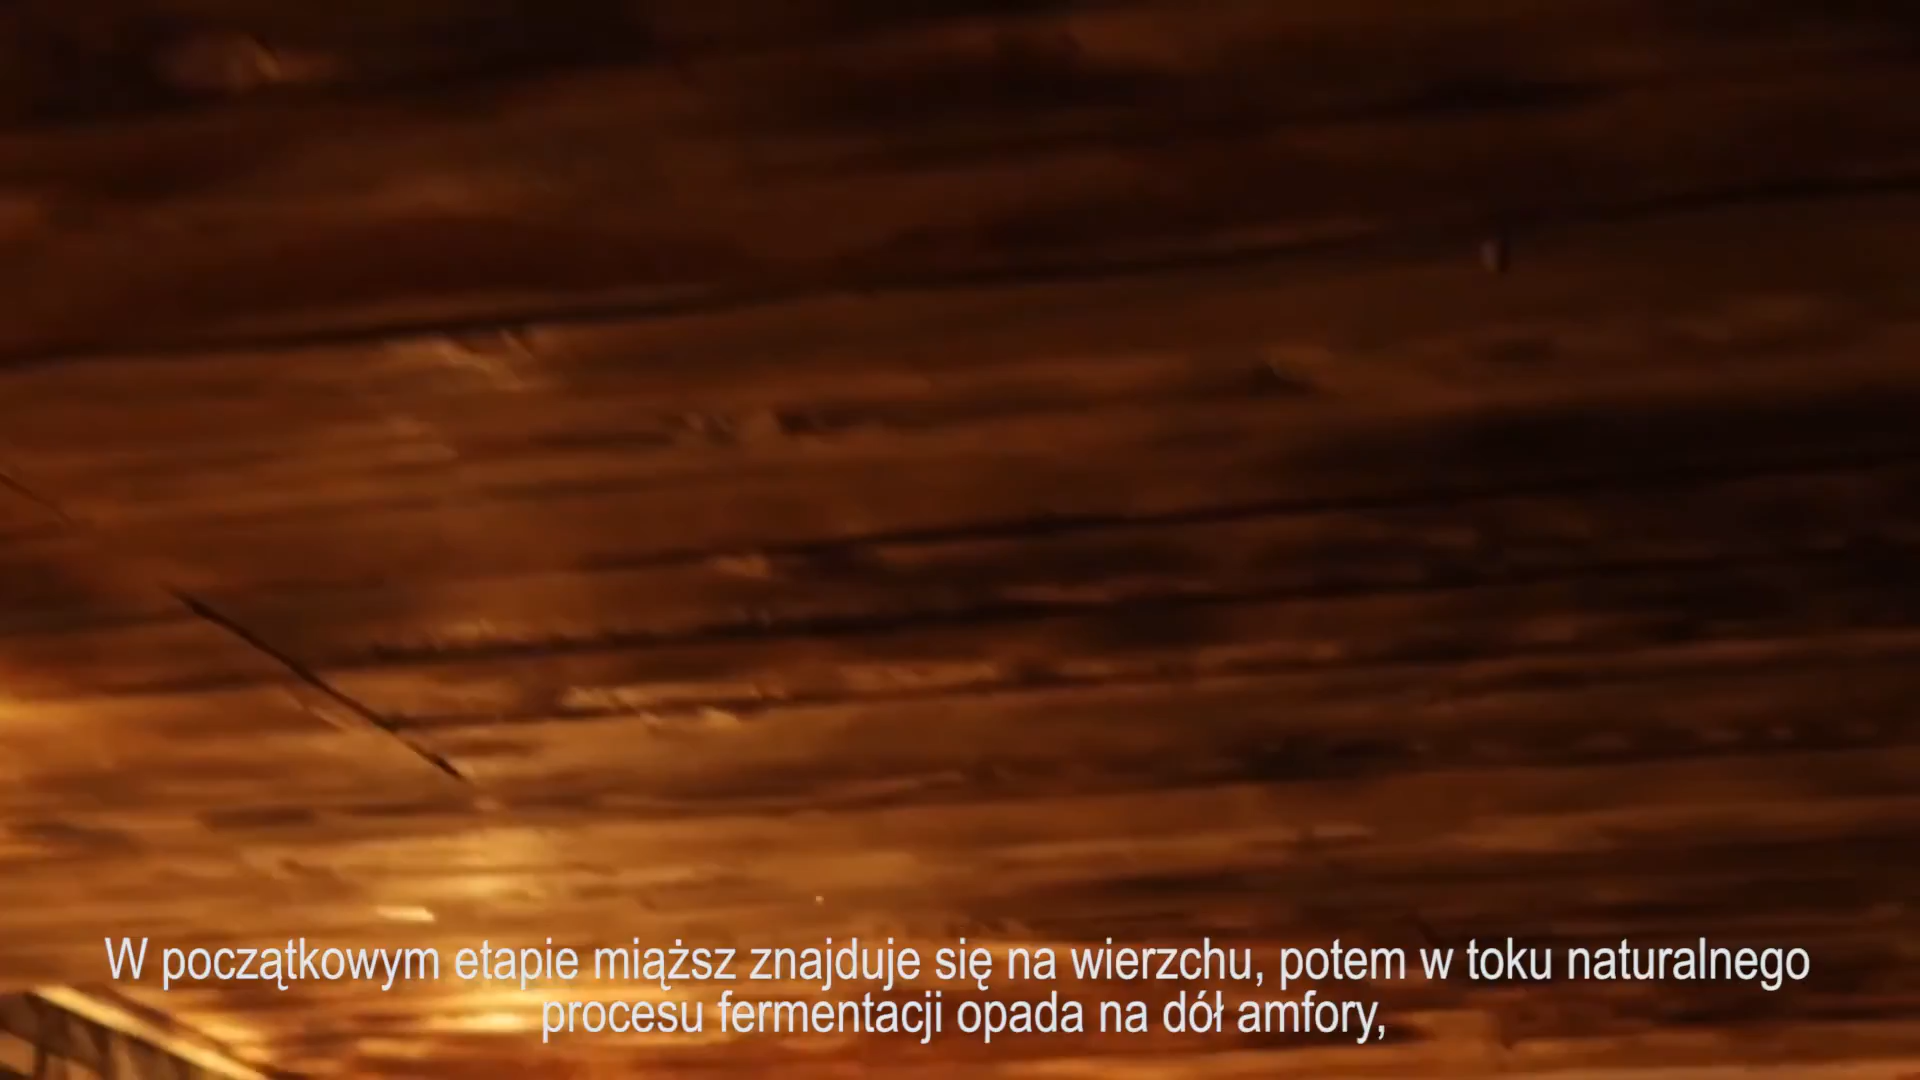 W początkowym etapie miąższ znajduje się na wierzchu, potem w toku naturalnego
procesu fermentacji opada na dół amfory,